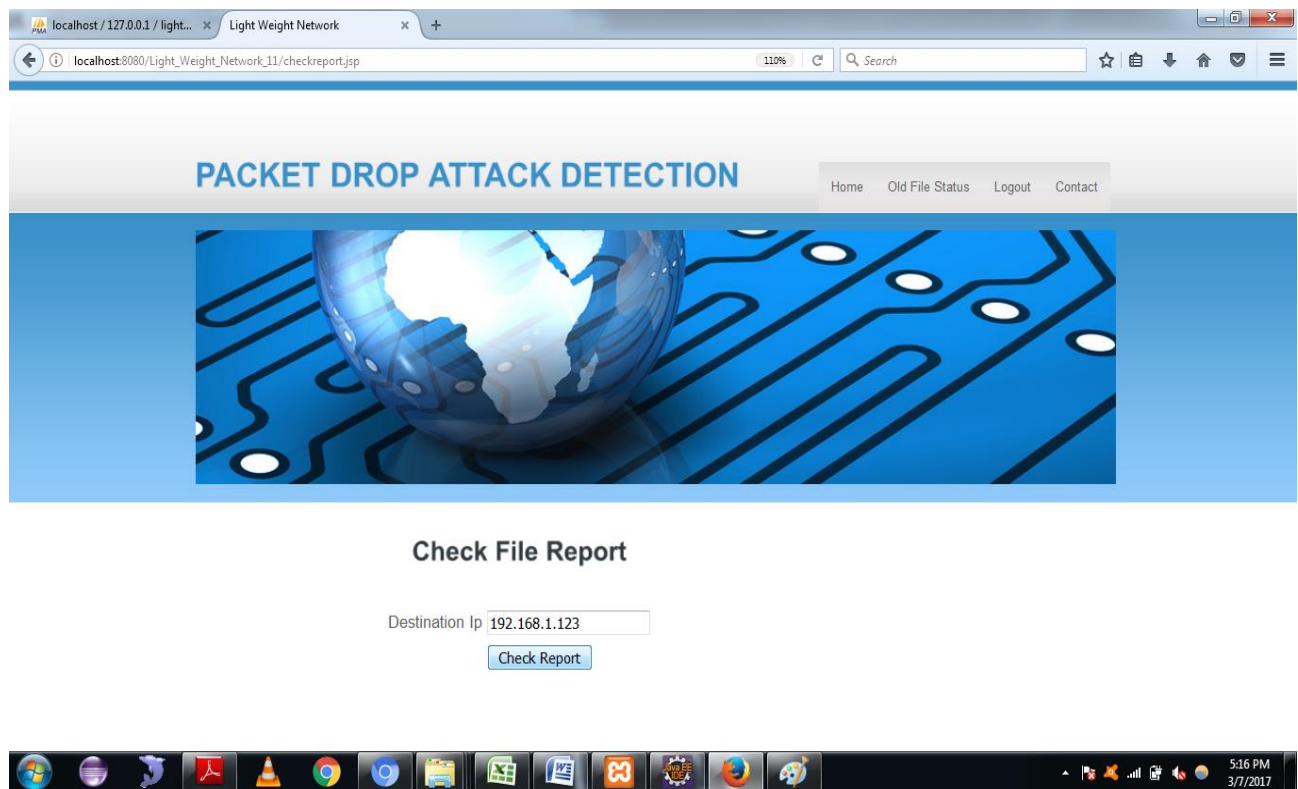 localhost / 127.0.0.1 / light...
Light Weight Network
localhost:8080/Light_Weight_Network_11/checkreport.jsp
110%
Search
PACKET DROP ATTACK DETECTION
Home Old File Status Logout Contact
Check File Report
Destination Ip 192.168.1.123
Check Report
5:16 PM
3/7/2017